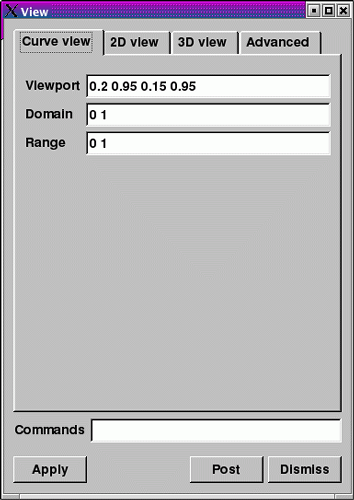 View
Curve view 2D view 3D view Advanced
Viewport 0.2 0.95 0.15 0.95
Domain 0 1
Range 0 1
Commands
Apply Post Dismiss